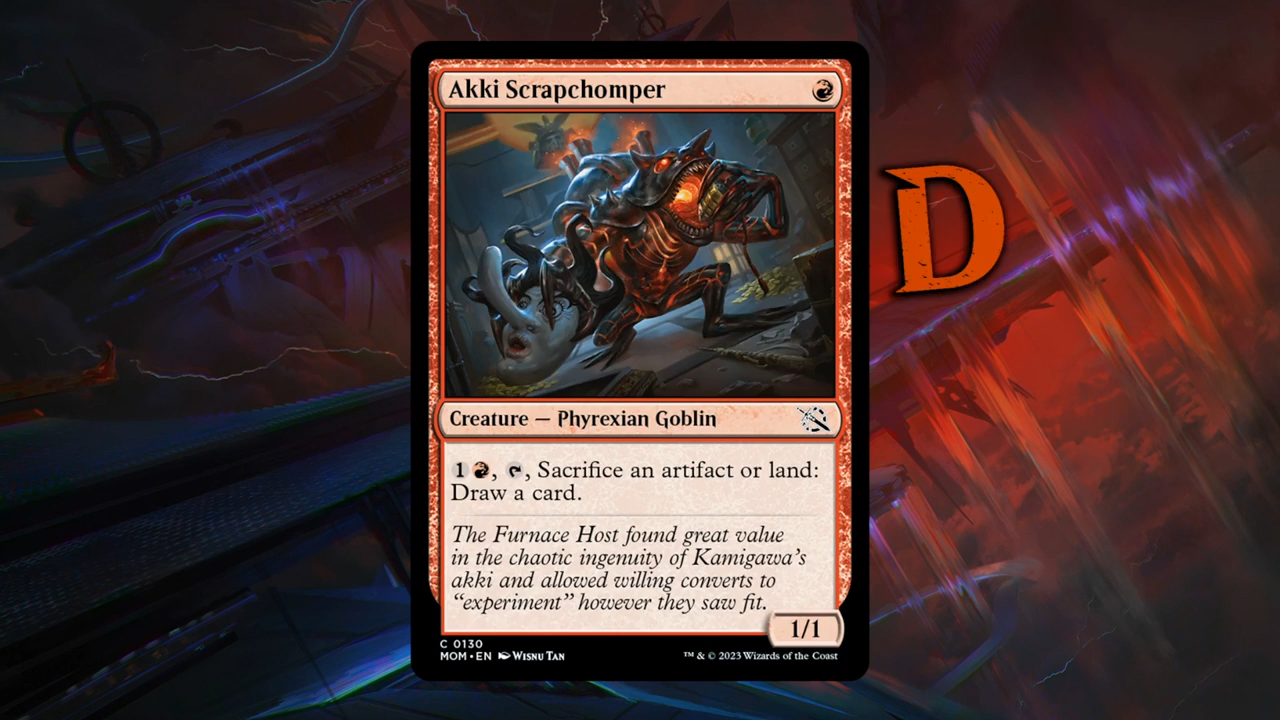 Akki Scrapchomper
D
Creature — Phyrexian Goblin
1, , Sacrifice an artifact or land:
Draw a card.
The Furnace Host found great value
in the chaotic ingenuity of Kamigawa's
akki and allowed willing converts to
"experiment" however they saw fit.
1/1
C 0130
MOM • EN Wisnu Tan
™ & © 2023 Wizards of the Coast